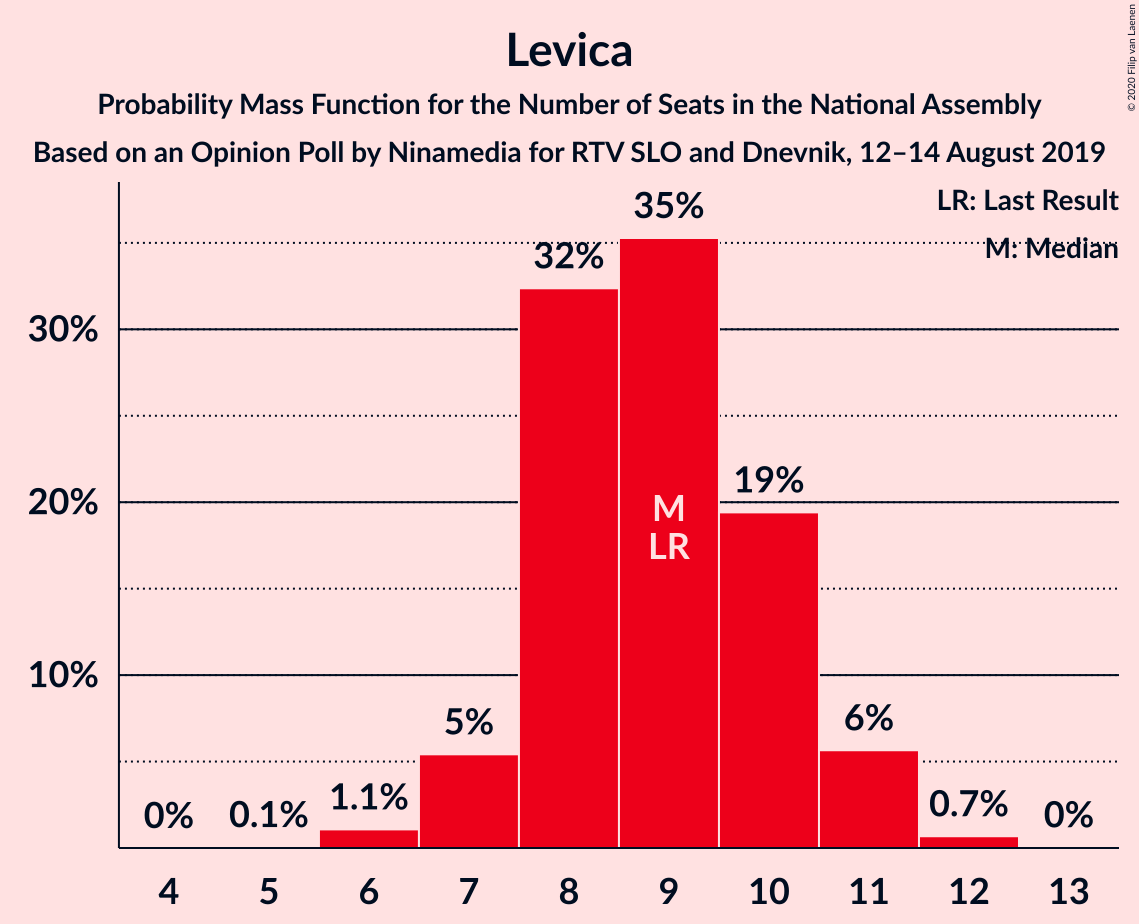 Levica
Probability Mass Function for the Number of Seats in the National Assembly
Based on an Opinion Poll by Ninamedia for RTV SLO and Dnevnik, 12–14 August 2019
© 2020 Filip van Laenen
LR: Last Result
M: Median
35%
32%
30%
19%
20%
M
LR
10%
5%
6%
0%
0.1%
1.1%
0.7%
0%
4 5 6 7 8 9 10 11 12 13